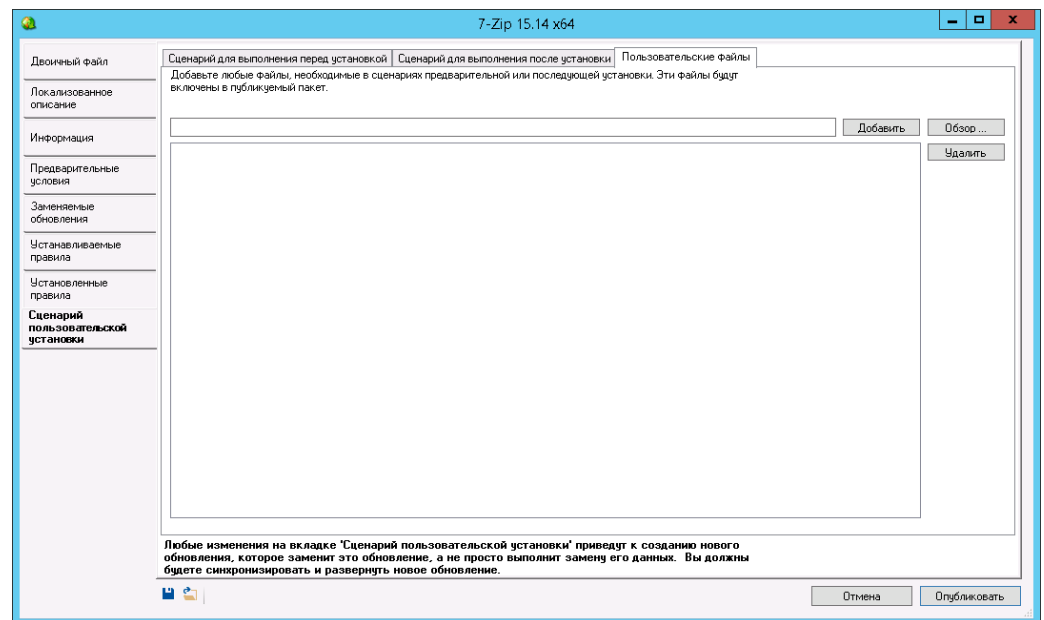 7-Zip 15.14 x64
Двоичный файл
Локализованное
описание
Информация
Предварительные
условия
Заменяемые
обновления
Устанавливаемые
правила
Установленные
правила
Сценарий
пользовательской
установки
Сценарий для выполнения перед установкой
Сценарий для выполнения после установки
Пользовательские файлы
Добавьте любые файлы, необходимые в сценариях предварительной или последующей установки. Эти файлы будут
включены в публикуемый пакет.
Добавить
Обзор ...
Удалить
Любые изменения на вкладке 'Сценарий пользовательской установки' приведут к созданию нового
обновления, которое заменит это обновление, а не просто выполнит замену его данных. Вы должны
будете синхронизировать и развернуть новое обновление.
Отмена
Опубликовать